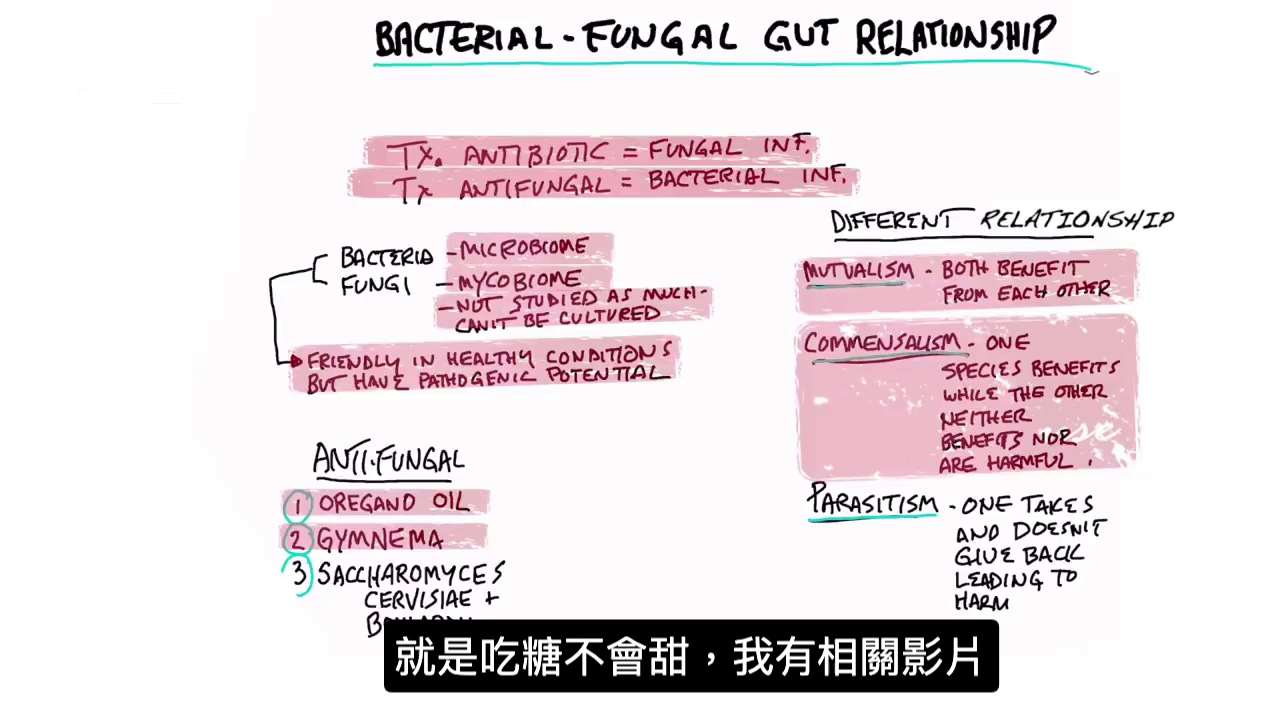 BACTERIAL - FUNGAL GUT RELATIONSHIP
TX. ANTIBIOTIC = FUNGAL INF.
TX ANTIFUNGAL = BACTERIAL INF.
BACTERIA - MICROBIOME
FUNGI - MYCOBIOME
- NOT STUDIED AS MUCH -
CAN'T BE CULTURED
FRIENDLY IN HEALTHY CONDITIONS
BUT HAVE PATHOGENIC POTENTIAL
ANTI-FUNGAL
1 OREGANO OIL
2 GYMNEMA
3 SACCHAROMYCES
CERVISIAE +
DIFFERENT RELATIONSHIP
MUTUALISM - BOTH BENEFIT
FROM EACH OTHER
COMMENSALISM - ONE
SPECIES BENEFITS
WHILE THE OTHER
NEITHER
BENEFITS NOR
ARE HARMFUL.
PARASITISM - ONE TAKES
AND DOESN'T
GIVE BACK
LEADING TO
HARM
就是吃糖不會甜，我有相關影片